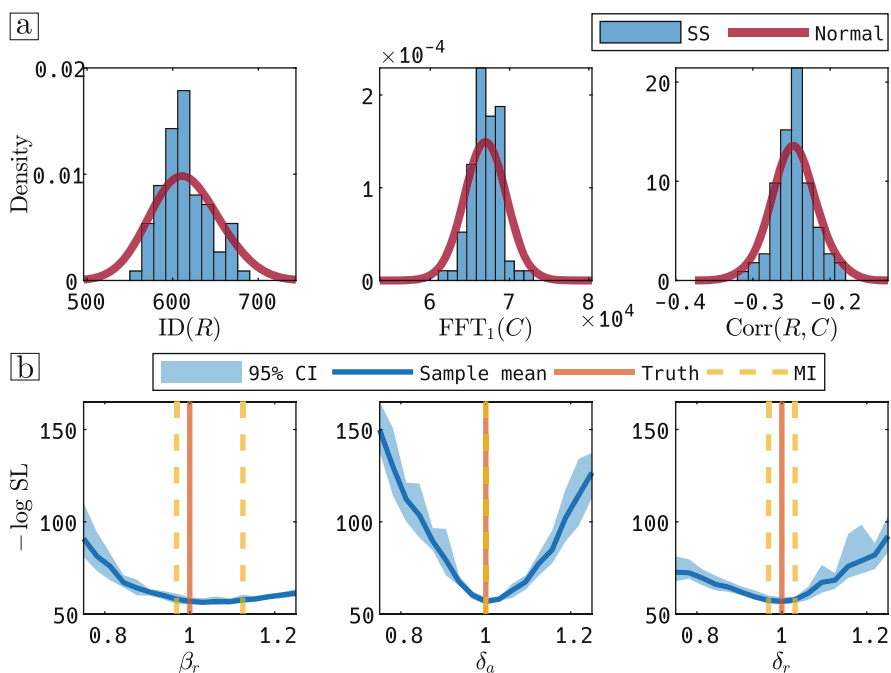 a
SS Normal
× 10⁻⁴
Density
0.02
0.01
0
500 600 700
ID(R)
2
1
0
6 7 8
× 10⁴
FFT₁(C)
20
10
0
-0.4 -0.3 -0.2
Corr(R, C)
b
95% CI Sample mean Truth MI
− log SL
150
100
50
0.8 1 1.2
βᵣ
150
100
50
0.8 1 1.2
δₐ
150
100
50
0.8 1 1.2
δᵣ